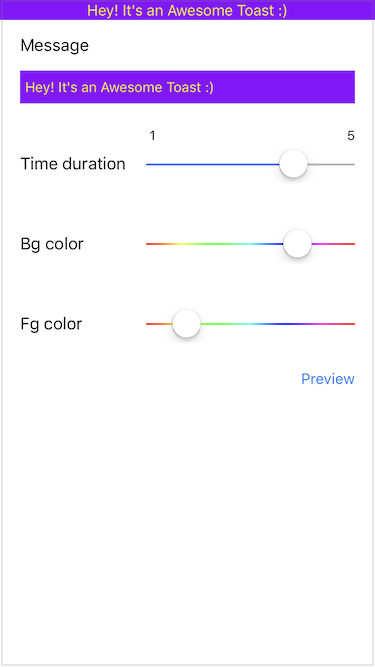 Hey! It's an Awesome Toast :)
Message
Hey! It's an Awesome Toast :)
1 5
Time duration
Bg color
Fg color
Preview